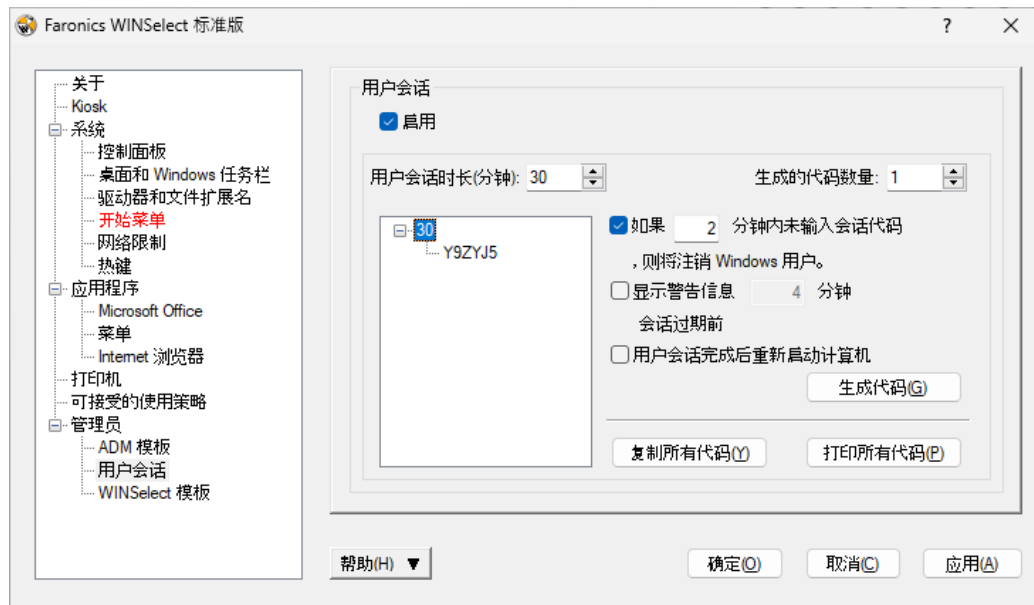 Faronics WINSelect 标准版
?
关于
Kiosk
系统
控制面板
桌面和 Windows 任务栏
驱动器和文件扩展名
开始菜单
网络限制
热键
应用程序
Microsoft Office
菜单
Internet 浏览器
打印机
可接受的使用策略
管理员
ADM 模板
用户会话
WINSelect 模板
用户会话
启用
用户会话时长(分钟): 30
生成的代码数量: 1
30
Y9ZYJ5
如果 2 分钟内未输入会话代码
, 则将注销 Windows 用户。
显示警告信息 4 分钟
会话过期前
用户会话完成后重新启动计算机
生成代码(G)
复制所有代码(Y)
打印所有代码(P)
帮助(H) ▼
确定(O)
取消(C)
应用(A)